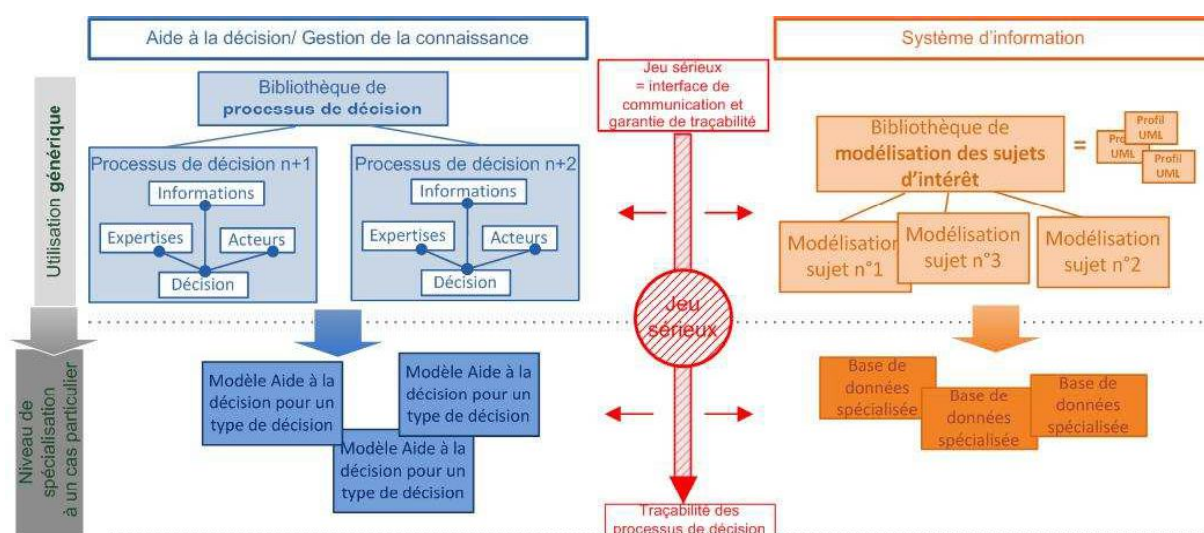 Aide à la décision/ Gestion de la connaissance
Système d'information
Utilisation générique
Bibliothèque de
processus de décision
Processus de décision n+1
Informations
Expertises
Acteurs
Décision
Processus de décision n+2
Informations
Expertises
Acteurs
Décision
Jeu sérieux
= interface de
communication et
garantie de traçabilité
Bibliothèque de
modélisation des sujets
d'intérêt
=
Profil
UML
Pro
UML
Profil
UML
Modélisation
sujet n°1
Modélisation
sujet n°3
Modélisation
sujet n°2
Jeu
sérieux
Niveau de
spécialisation
à un cas particulier
Modèle Aide à la
décision pour un
type de décision
Modèle Aide à la
décision pour un
type de décision
Modèle Aide à la
décision pour un
type de décision
Base de
données
spécialisée
Base de
données
spécialisée
Base de
données
spécialisée
Traçabilité des
processus de décision